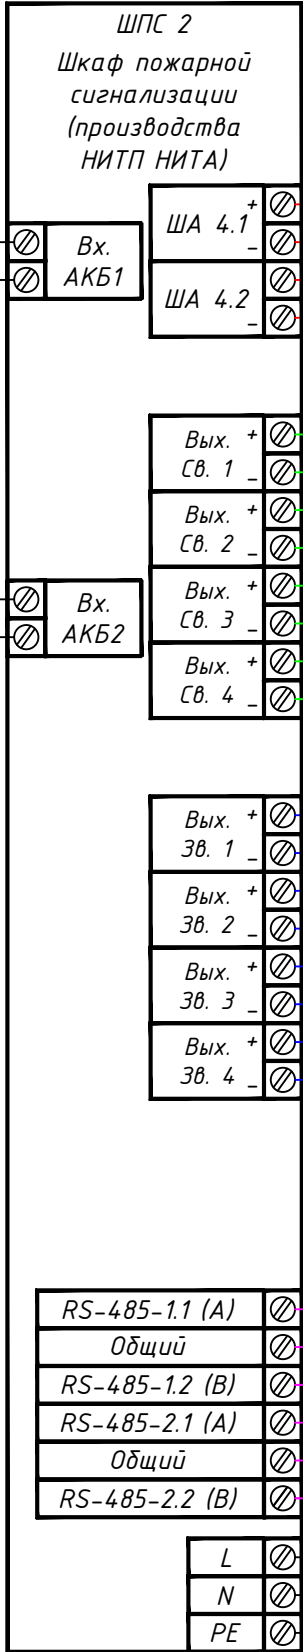 ШПС 2
Шкаф пожарной
сигнализации
(производства
НИТП НИТА)
Вх.
АКБ1
ША 4.1 + -
ША 4.2 -
Вых. +
Св. 1 -
Вых. +
Св. 2 -
Вх.
АКБ2
Вых. +
Св. 3 -
Вых. +
Св. 4 -
Вых. +
Зв. 1 -
Вых. +
Зв. 2 -
Вых. +
Зв. 3 -
Вых. +
Зв. 4 -
RS-485-1.1 (A)
Общий
RS-485-1.2 (B)
RS-485-2.1 (A)
Общий
RS-485-2.2 (B)
L
N
PE